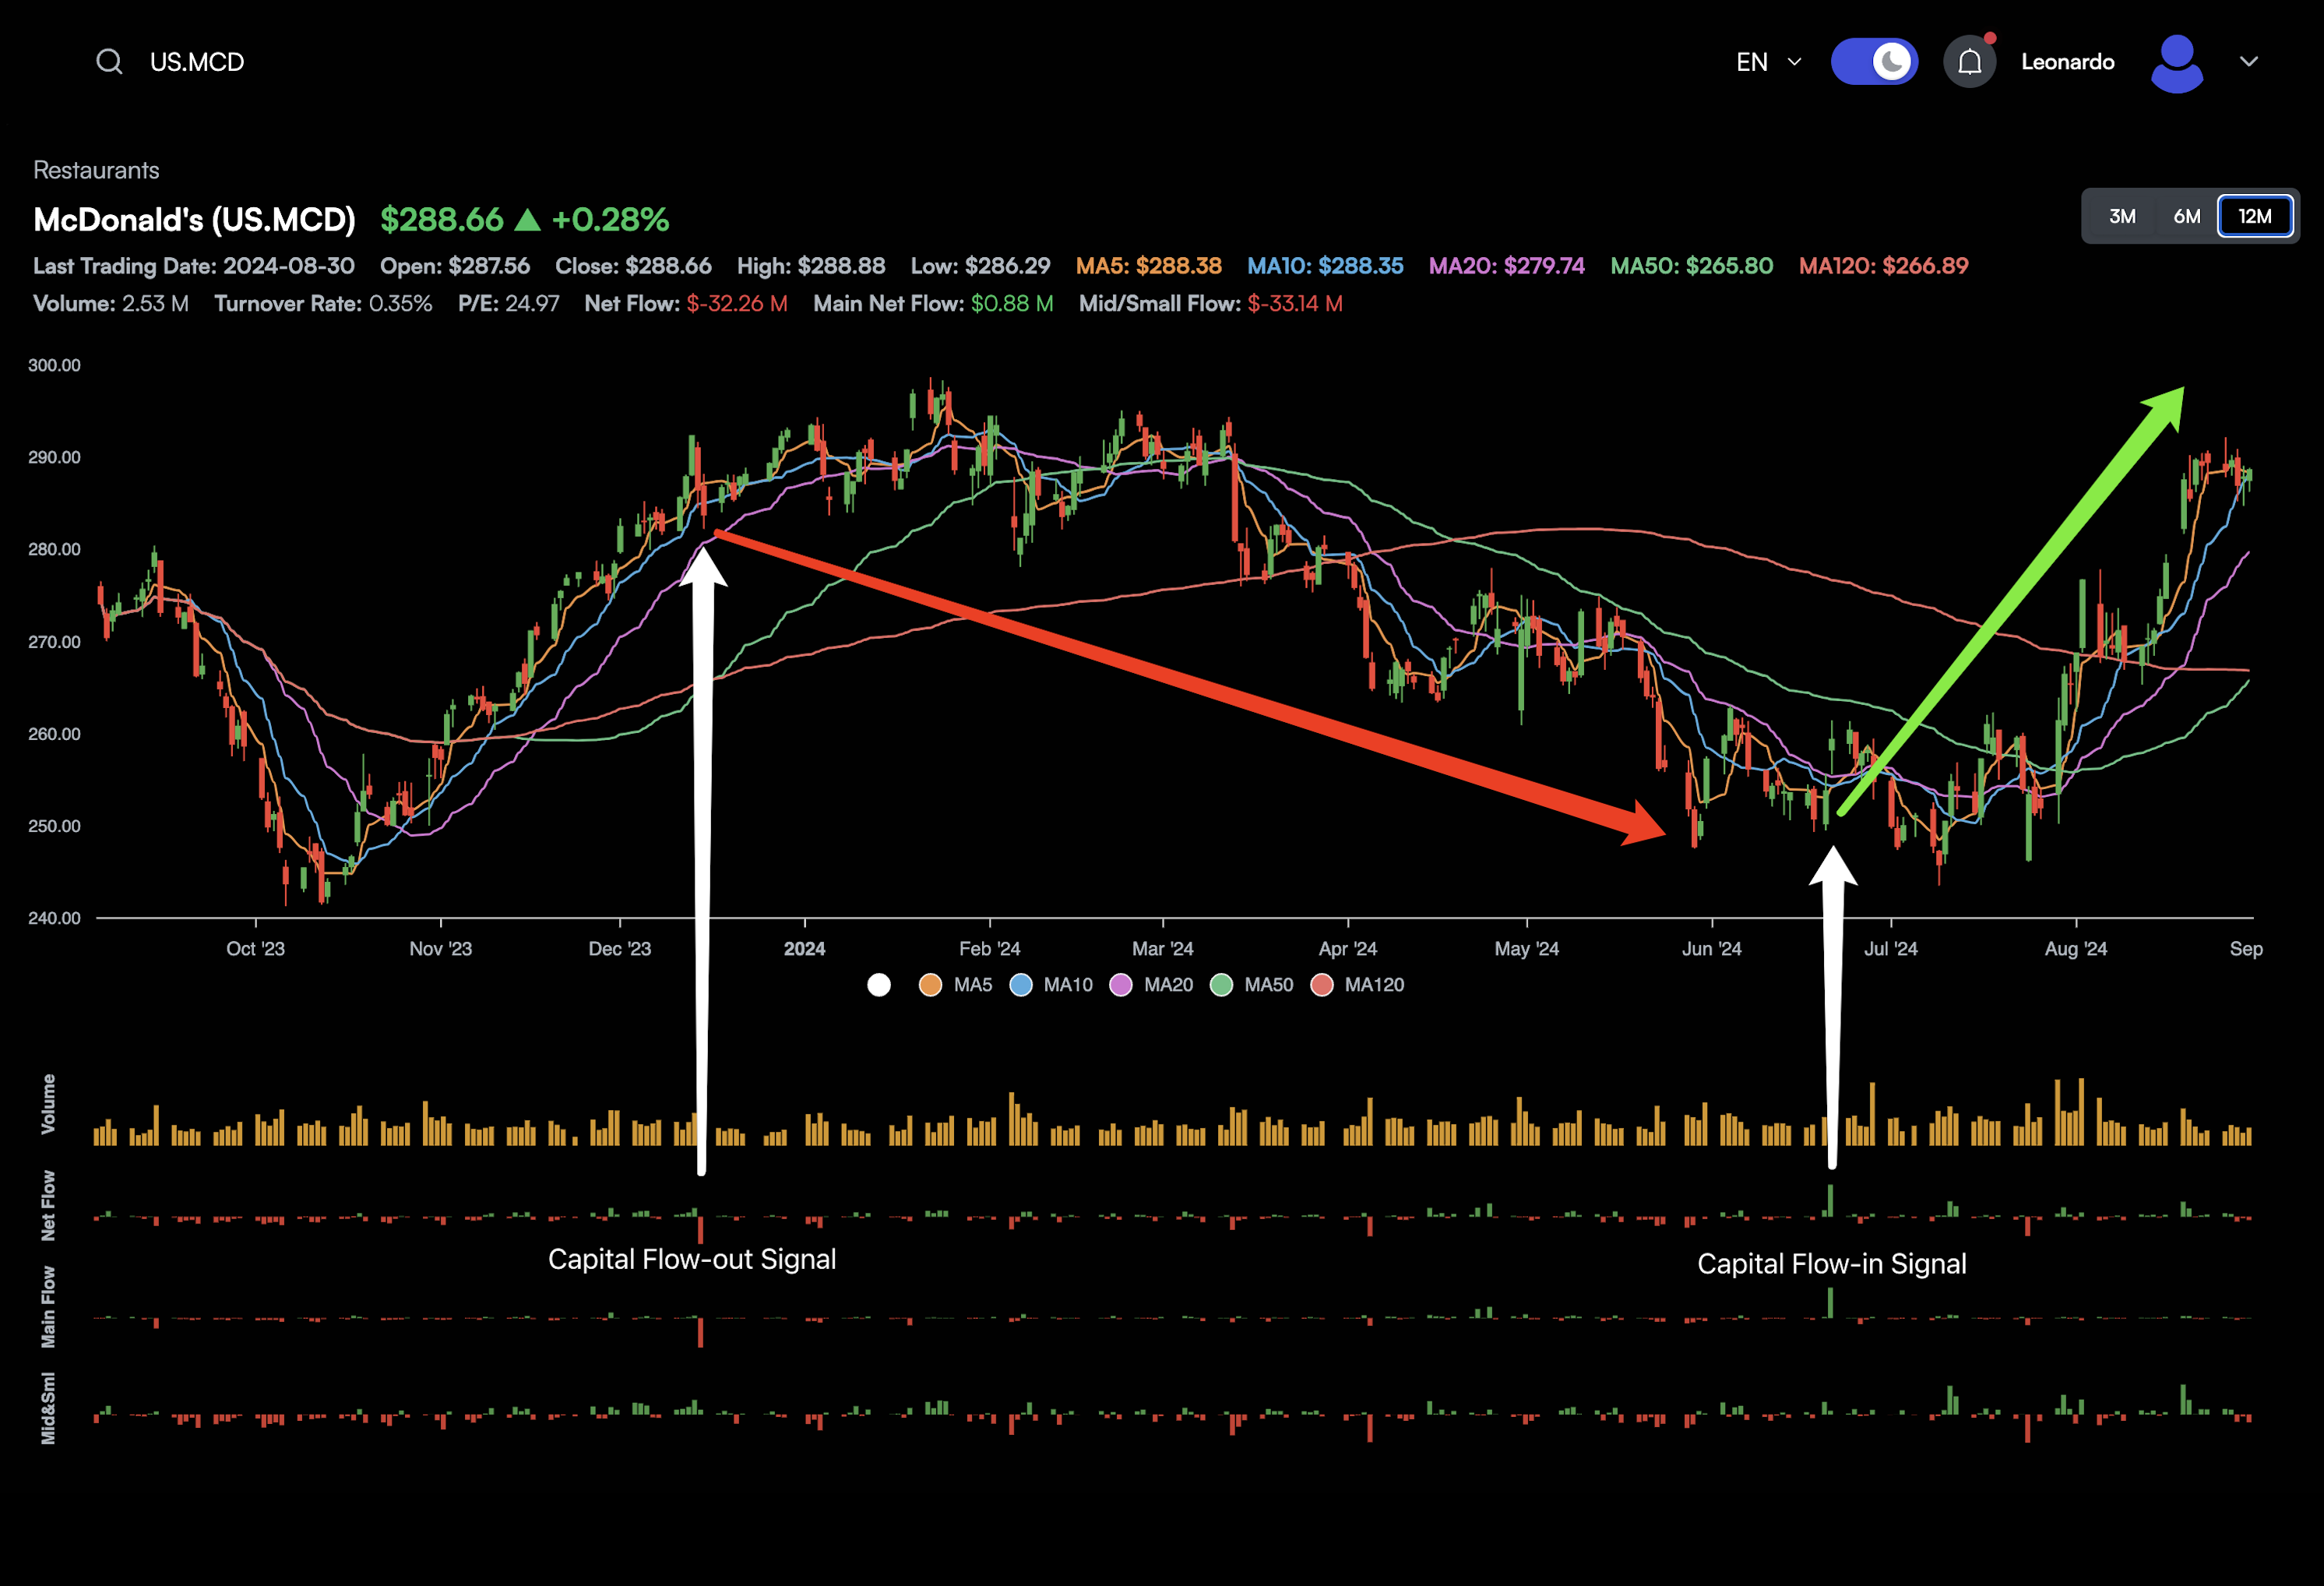 US.MCD
EN
Leonardo
Restaurants
McDonald's (US.MCD) $288.66 ▲ +0.28%
3M 6M 12M
Last Trading Date: 2024-08-30 Open: $287.56 Close: $288.66 High: $288.88 Low: $286.29 MA5: $288.38 MA10: $288.35 MA20: $279.74 MA50: $265.80 MA120: $266.89
Volume: 2.53 M Turnover Rate: 0.35% P/E: 24.97 Net Flow: $-32.26 M Main Net Flow: $0.88 M Mid/Small Flow: $-33.14 M
300.00
290.00
280.00
270.00
260.00
250.00
240.00
Oct '23 Nov '23 Dec '23 2024 Feb '24 Mar '24 Apr '24 May '24 Jun '24 Jul '24 Aug '24 Sep
MA5 MA10 MA20 MA50 MA120
Volume
Net Flow
Capital Flow-out Signal
Capital Flow-in Signal
Main Flow
Mid&Sml